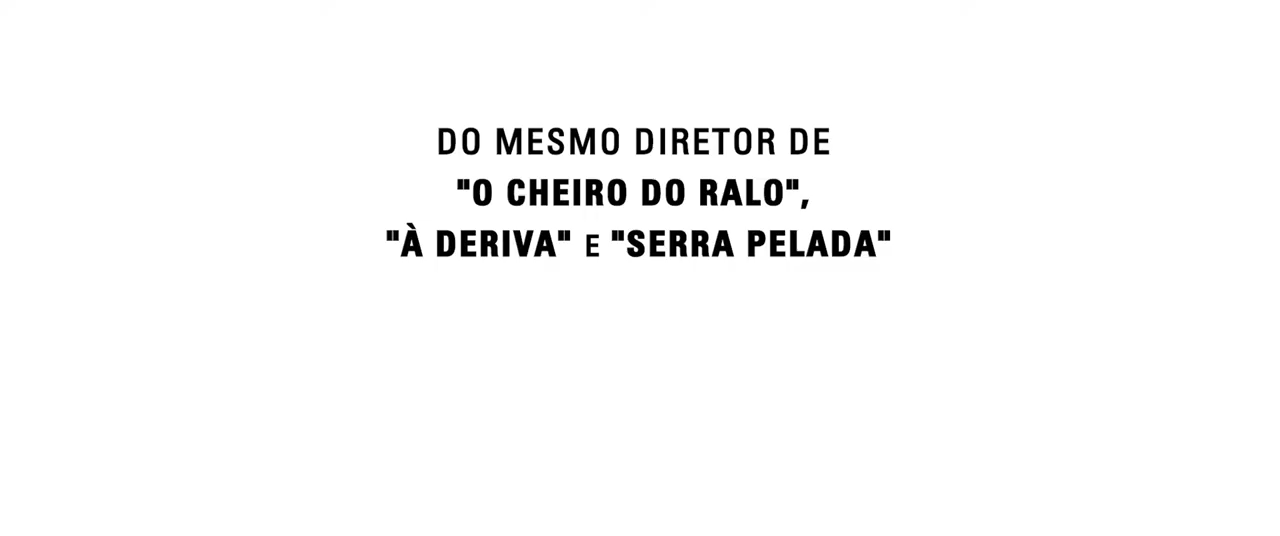 DO MESMO DIRETOR DE
"O CHEIRO DO RALO",
"À DERIVA" E "SERRA PELADA"